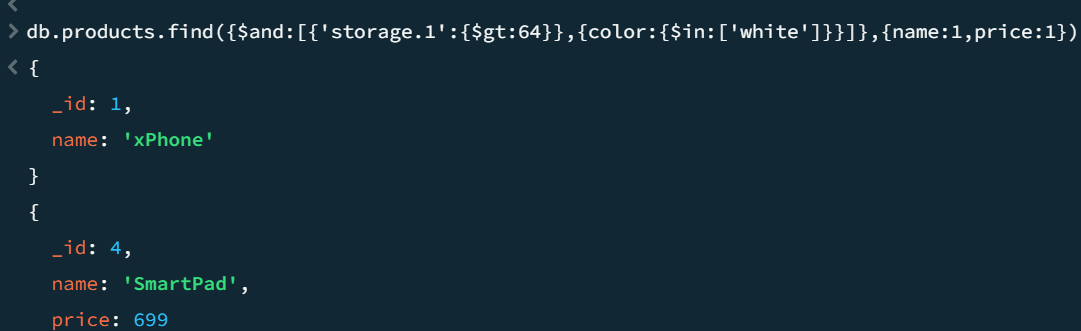 > db.products.find({$and:[{'storage.1':{$gt:64}},{color:{$in:['white']}}]},{name:1,price:1})
< {
_id: 1,
name: 'xPhone'
}
{
_id: 4,
name: 'SmartPad',
price: 699